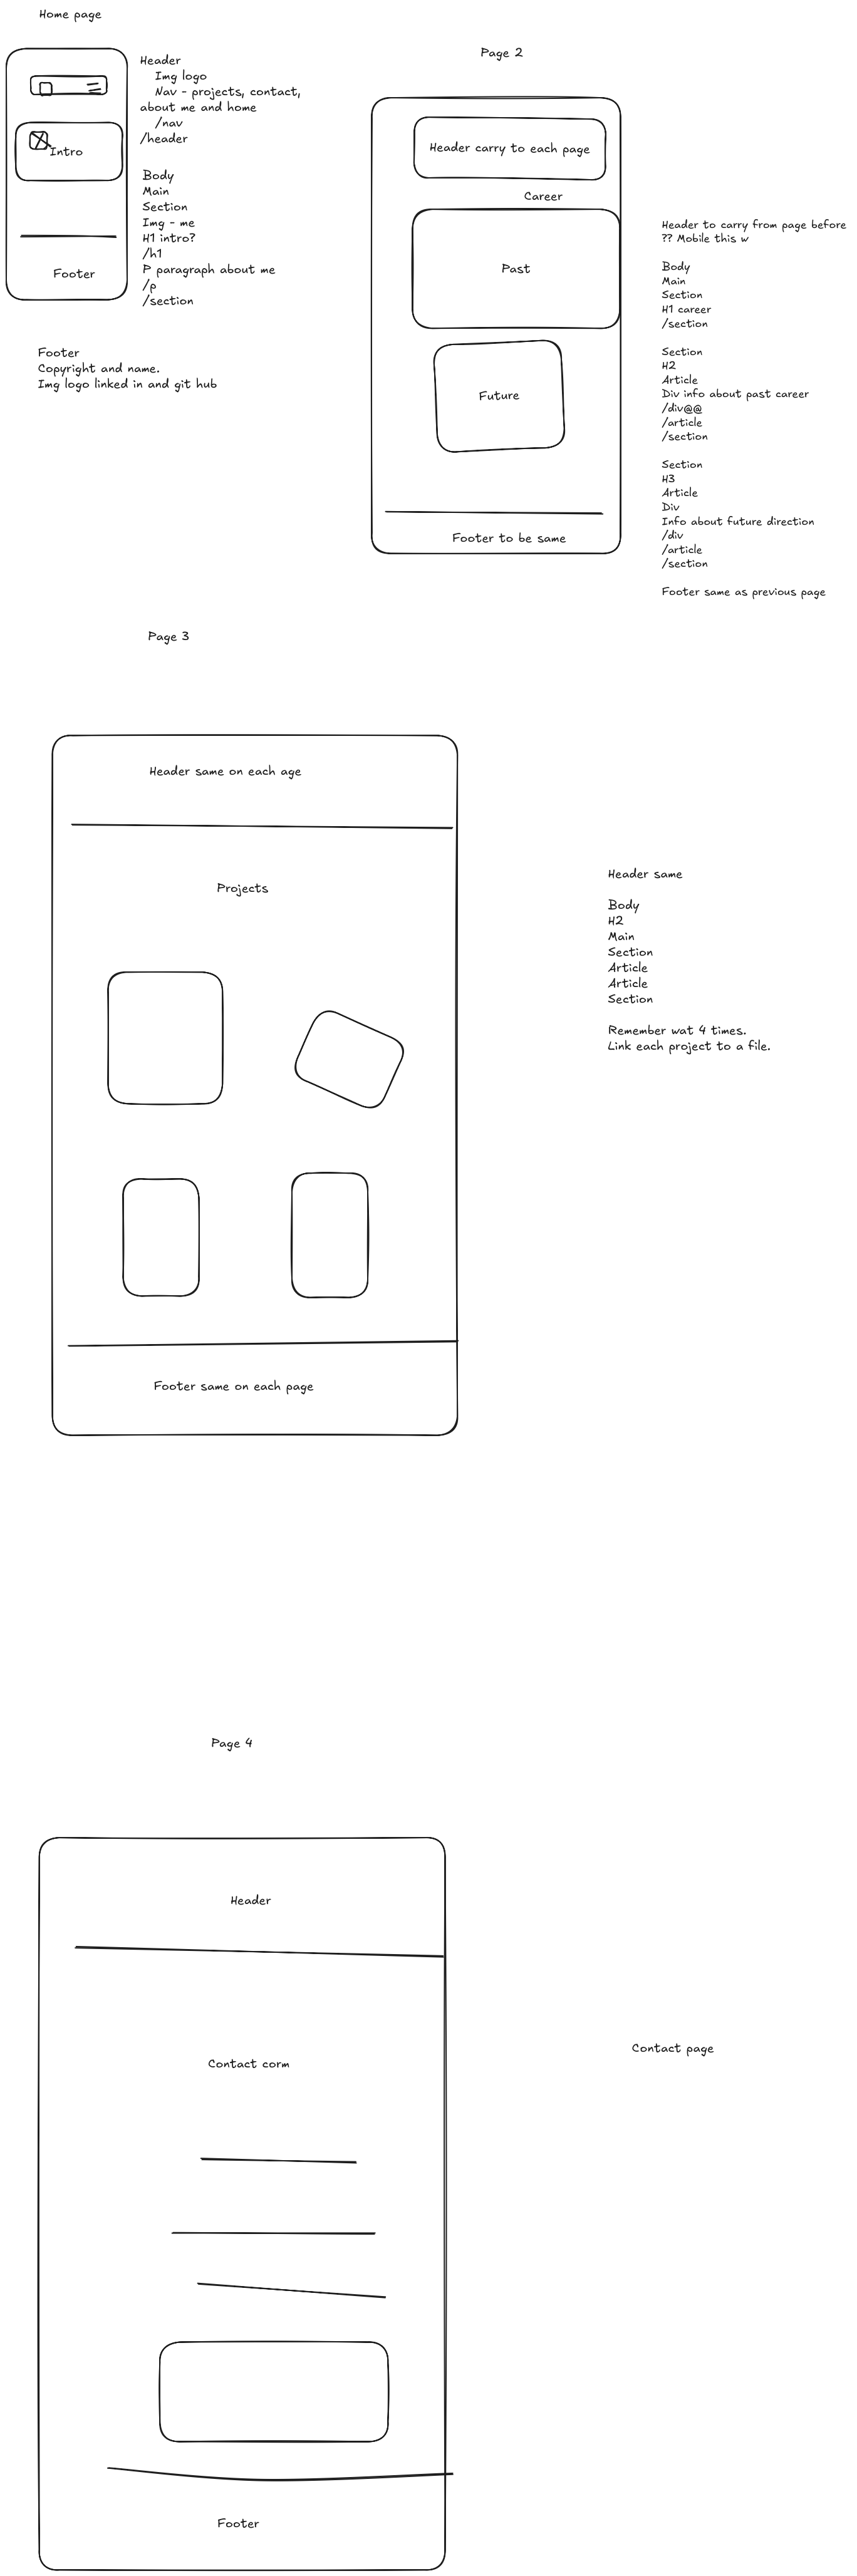 Home page
Header
Img logo
Nav - projects, contact,
about me and home
/nav
/header
Intro
Body
Main
Section
Img - me
H1 intro?
/h1
P paragraph about me
/p
/section
Footer
Footer
Copyright and name.
Img logo linked in and git hub
Page 2
Header carry to each page
Career
Past
Future
Footer to be same
Header to carry from page before
?? Mobile this w
Body
Main
Section
H1 career
/section
Section
H2
Article
Div info about past career
/div@@
/article
/section
Section
H3
Article
Div
Info about future direction
/div
/article
/section
Footer same as previous page
Page 3
Header same on each age
Projects
Footer same on each page
Header same
Body
H2
Main
Section
Article
Article
Section
Remember wat 4 times.
Link each project to a file.
Page 4
Header
Contact corm
Footer
Contact page